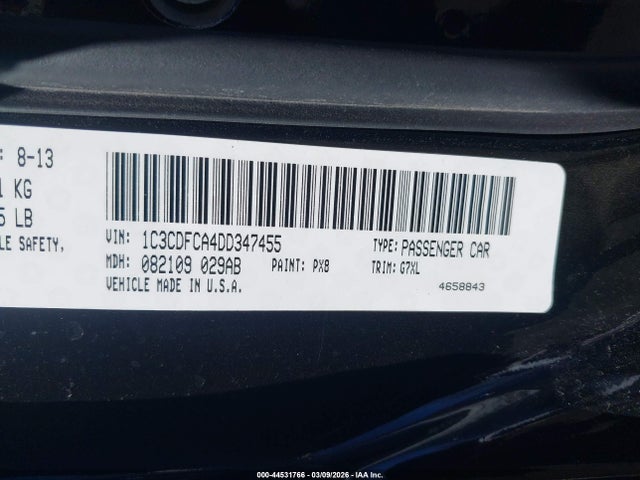 : 8-13
KG
5 LB
LE SAFETY,
VIN: 1C3CDFCA4DD347455 TYPE: PASSENGER CAR
MDH: 082109 029AB PAINT: PX8 TRIM: G7XL
VEHICLE MADE IN U.S.A.
4658843
000-44531766 - 03/09/2026 - IAA Inc.